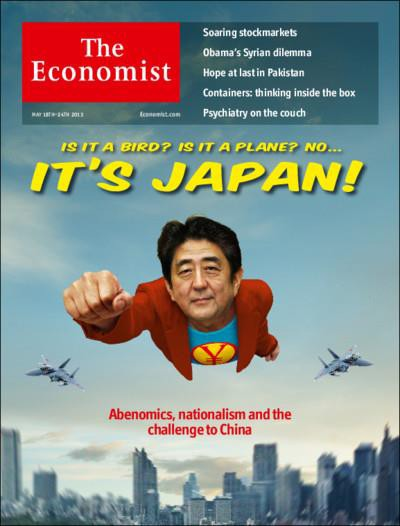 The
Economist
MAY 18TH–24TH 2013
Economist.com
Soaring stockmarkets
Obama's Syrian dilemma
Hope at last in Pakistan
Containers: thinking inside the box
Psychiatry on the couch
IS IT A BIRD? IS IT A PLANE? NO...
IT'S JAPAN!
¥
Abenomics, nationalism and the
challenge to China